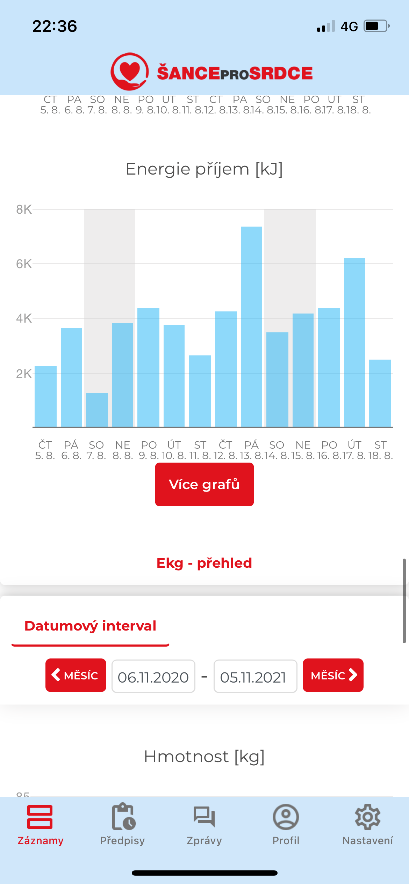 22:36 4G
ŠANCEPROSRDCE
ČT PÁ SO NE PO ÚT ST ČT PÁ SO NE PO ÚT ST
5. 8. 6. 8. 7. 8. 8. 8. 9. 8. 10. 8. 11. 8. 12. 8. 13. 8. 14. 8. 15. 8. 16. 8. 17. 8. 18. 8.
Energie příjem [kJ]
8K
6K
4K
2K
ČT PÁ SO NE PO ÚT ST ČT PÁ SO NE PO ÚT ST
5. 8. 6. 8. 7. 8. 8. 8. 9. 8. 10. 8. 11. 8. 12. 8. 13. 8. 14. 8. 15. 8. 16. 8. 17. 8. 18. 8.
Více grafů
Ekg - přehled
Datumový interval
MĚSÍC 06.11.2020 - 05.11.2021 MĚSÍC
Hmotnost [kg]
85
Záznamy Předpisy Zprávy Profil Nastavení